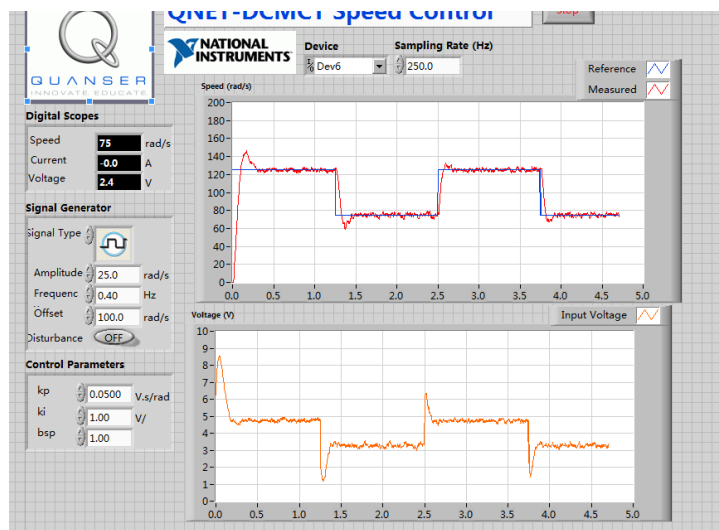 QNET-DCMCT Speed Control
Stop
QUANSER
INNOVATE EDUCATE
NATIONAL
INSTRUMENTS
Device
Sampling Rate (Hz)
Dev6
250.0
Reference
Measured
Digital Scopes
Speed 75 rad/s
Current -0.0 A
Voltage 2.4 V
Signal Generator
Signal Type
Amplitude 25.0 rad/s
Frequenc 0.40 Hz
Offset 100.0 rad/s
Disturbance OFF
Control Parameters
kp 0.0500 V.s/rad
ki 1.00 V/
bsp 1.00
Speed (rad/s)
200
180
160
140
120
100
80
60
40
20
0
0.0 0.5 1.0 1.5 2.0 2.5 3.0 3.5 4.0 4.5 5.0
Voltage (V)
Input Voltage
10
9
8
7
6
5
4
3
2
1
0
0.0 0.5 1.0 1.5 2.0 2.5 3.0 3.5 4.0 4.5 5.0